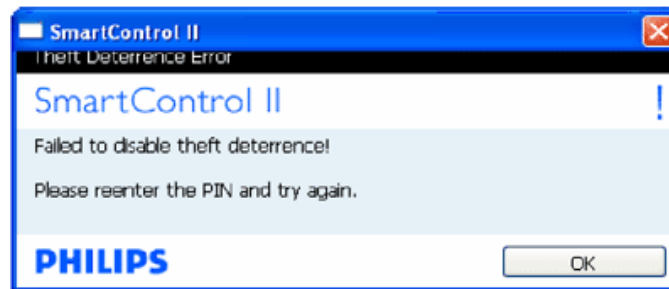 SmartControl II
Theft Deterrence Error
SmartControl II !
Failed to disable theft deterrence!
Please reenter the PIN and try again.
PHILIPS
OK